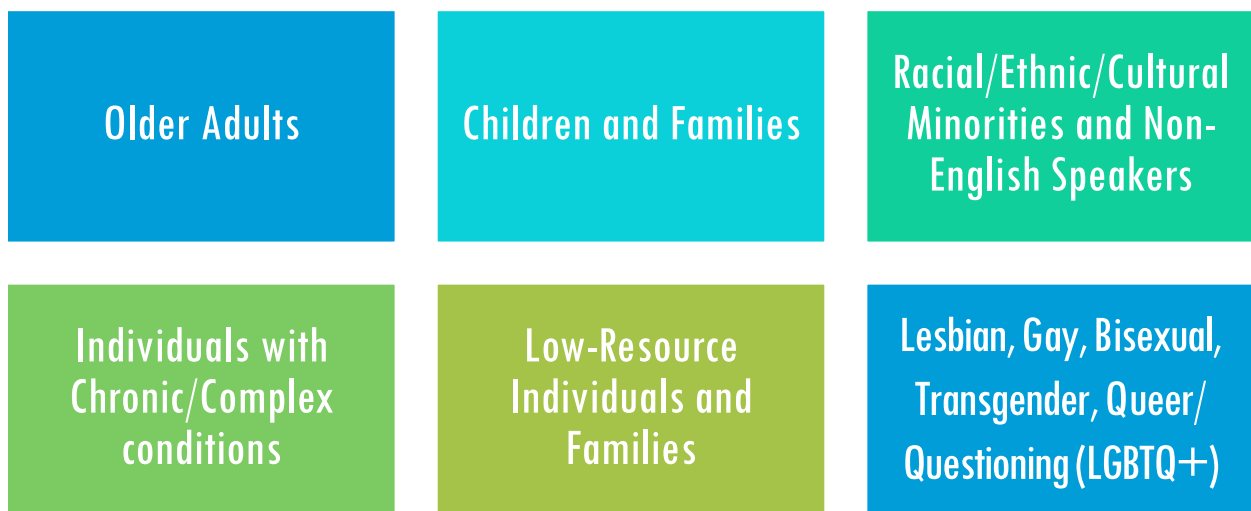 Older Adults
Children and Families
Racial/Ethnic/Cultural
Minorities and Non-
English Speakers
Individuals with
Chronic/Complex
conditions
Low-Resource
Individuals and
Families
Lesbian, Gay, Bisexual,
Transgender, Queer/
Questioning (LGBTQ+)